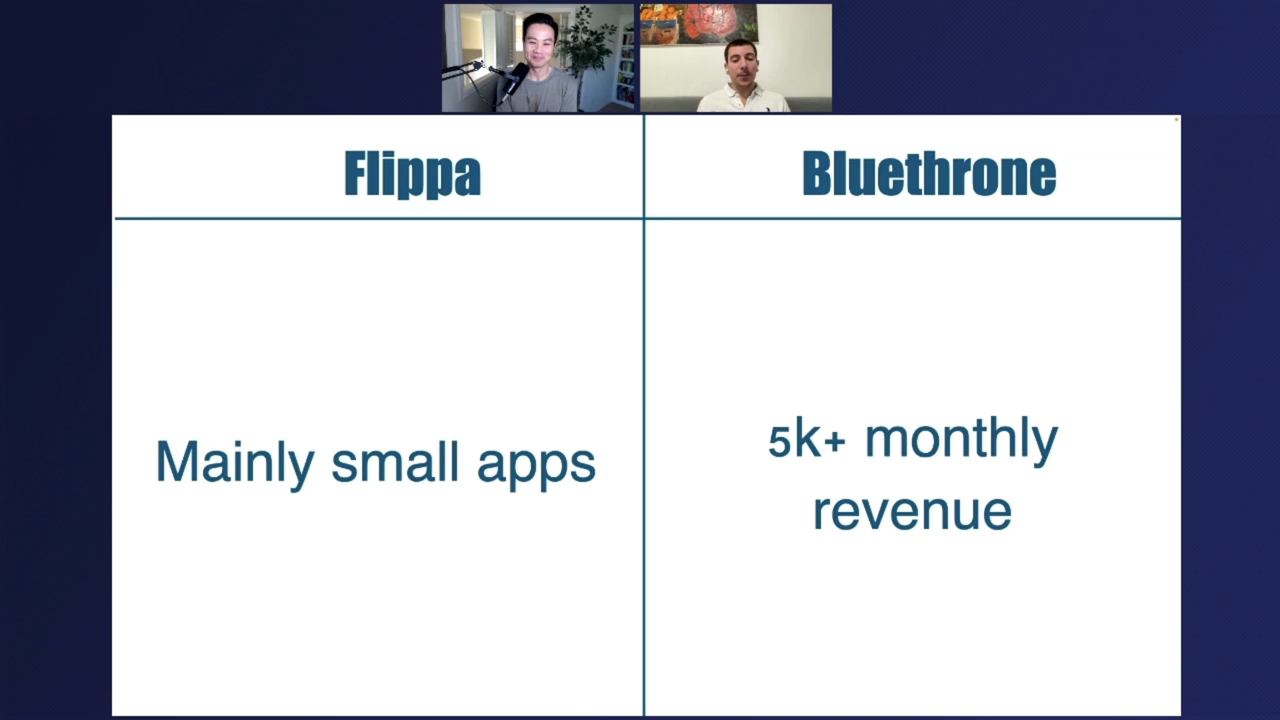 Flippa
Bluethrone
Mainly small apps
5k+ monthly
revenue